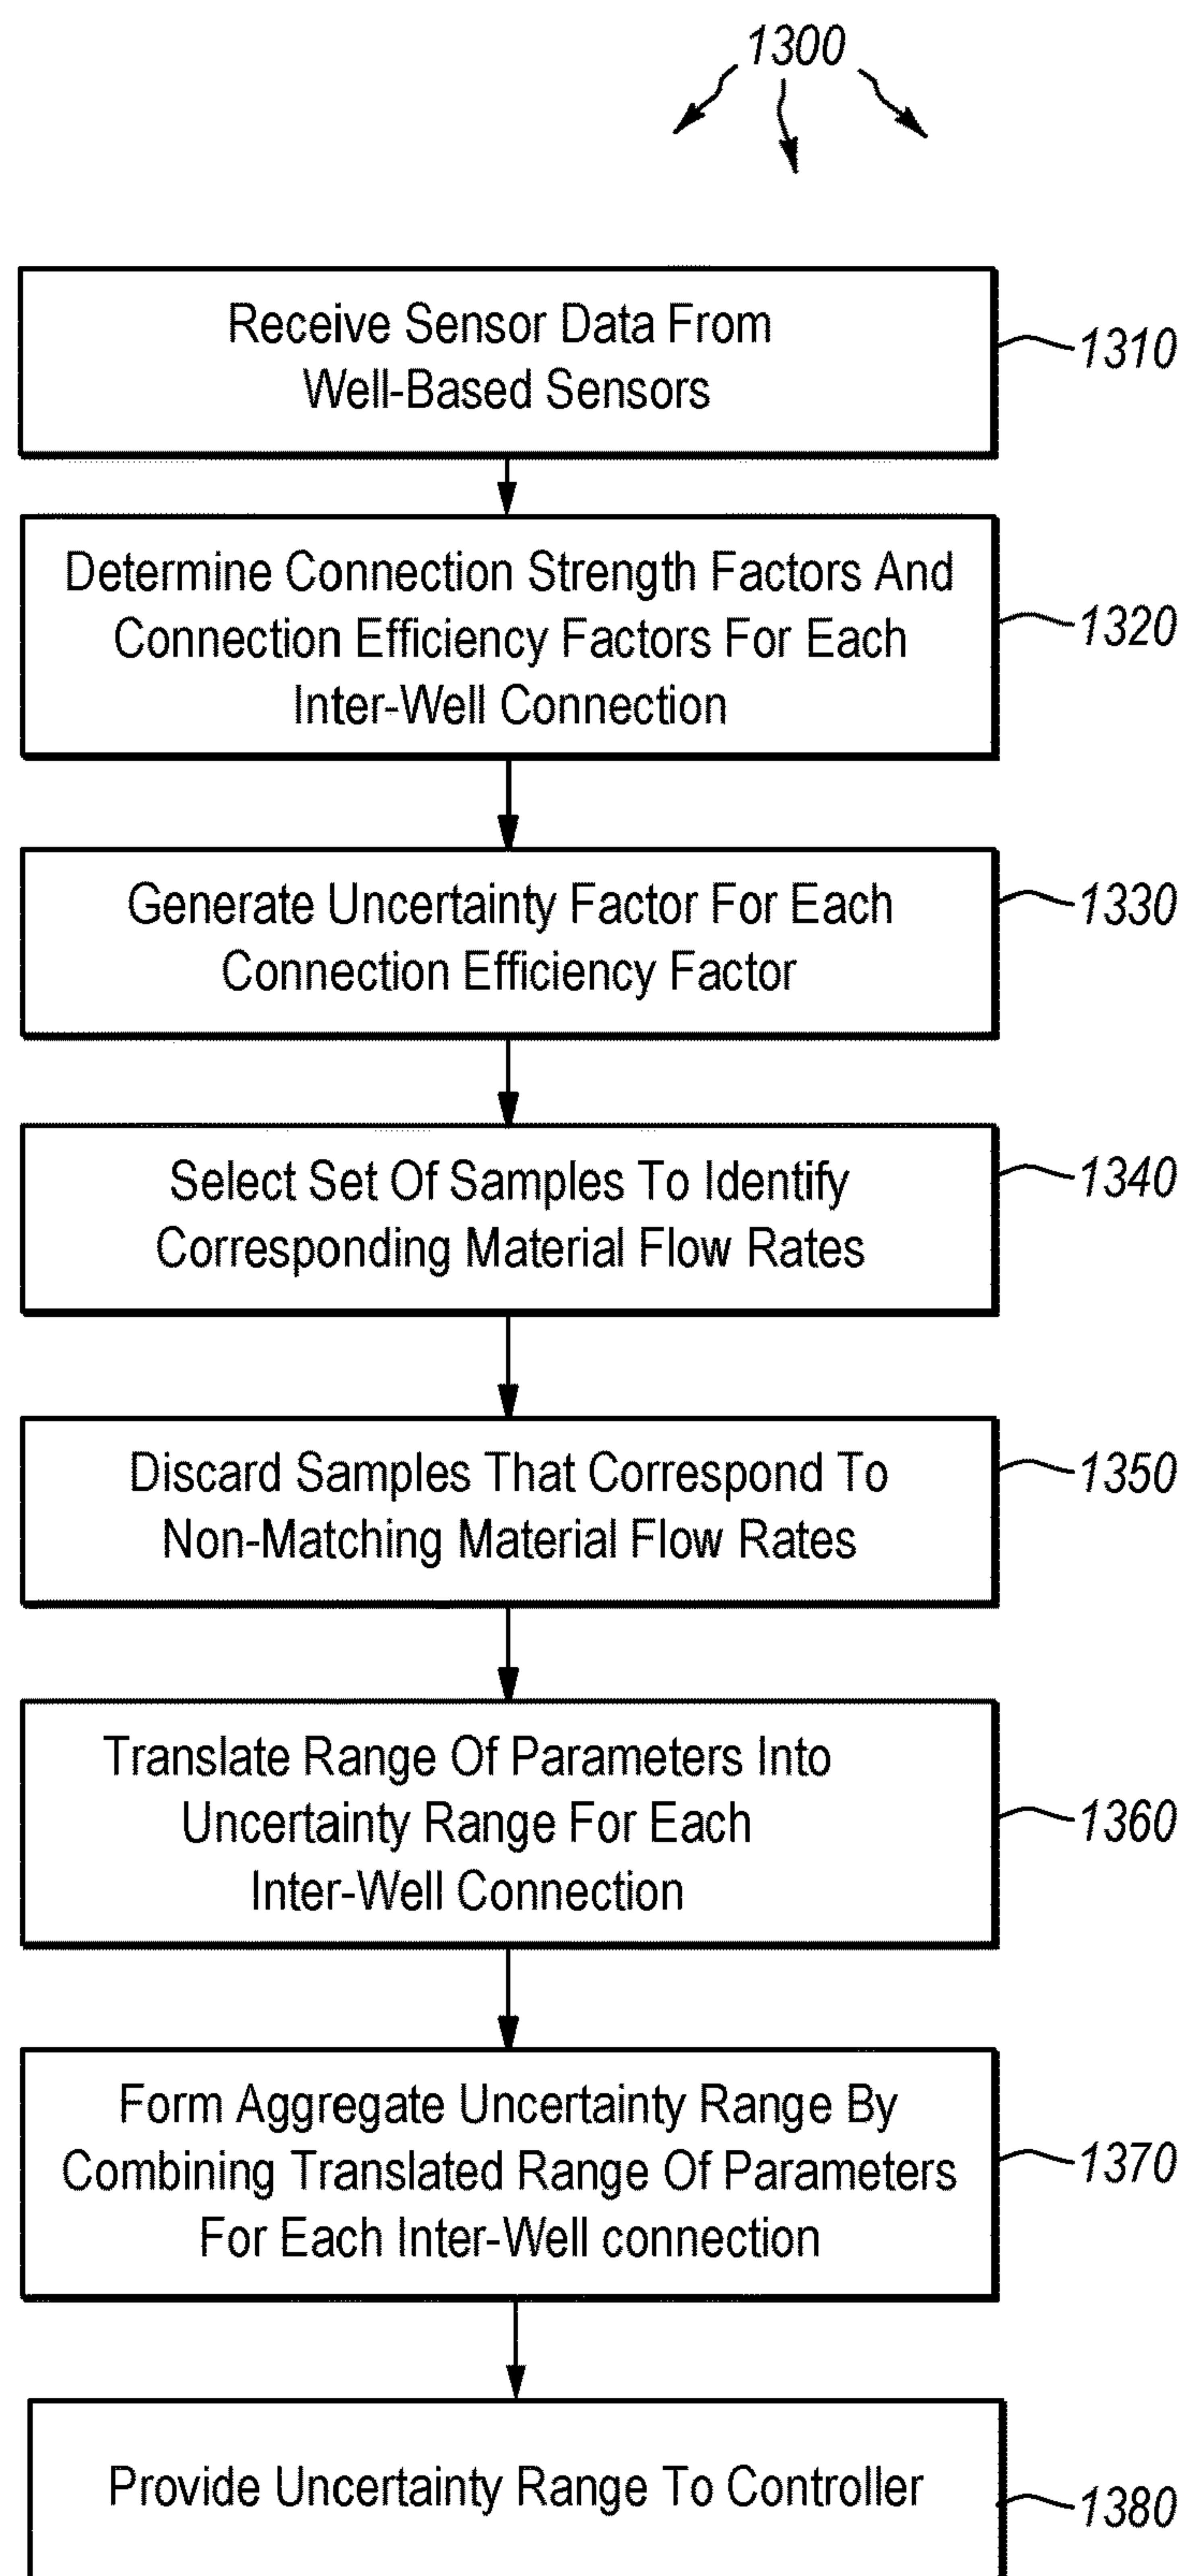 1300
Receive Sensor Data From
Well-Based Sensors
1310
Determine Connection Strength Factors And
Connection Efficiency Factors For Each
Inter-Well Connection
1320
Generate Uncertainty Factor For Each
Connection Efficiency Factor
1330
Select Set Of Samples To Identify
Corresponding Material Flow Rates
1340
Discard Samples That Correspond To
Non-Matching Material Flow Rates
1350
Translate Range Of Parameters Into
Uncertainty Range For Each
Inter-Well Connection
1360
Form Aggregate Uncertainty Range By
Combining Translated Range Of Parameters
For Each Inter-Well connection
1370
Provide Uncertainty Range To Controller
1380